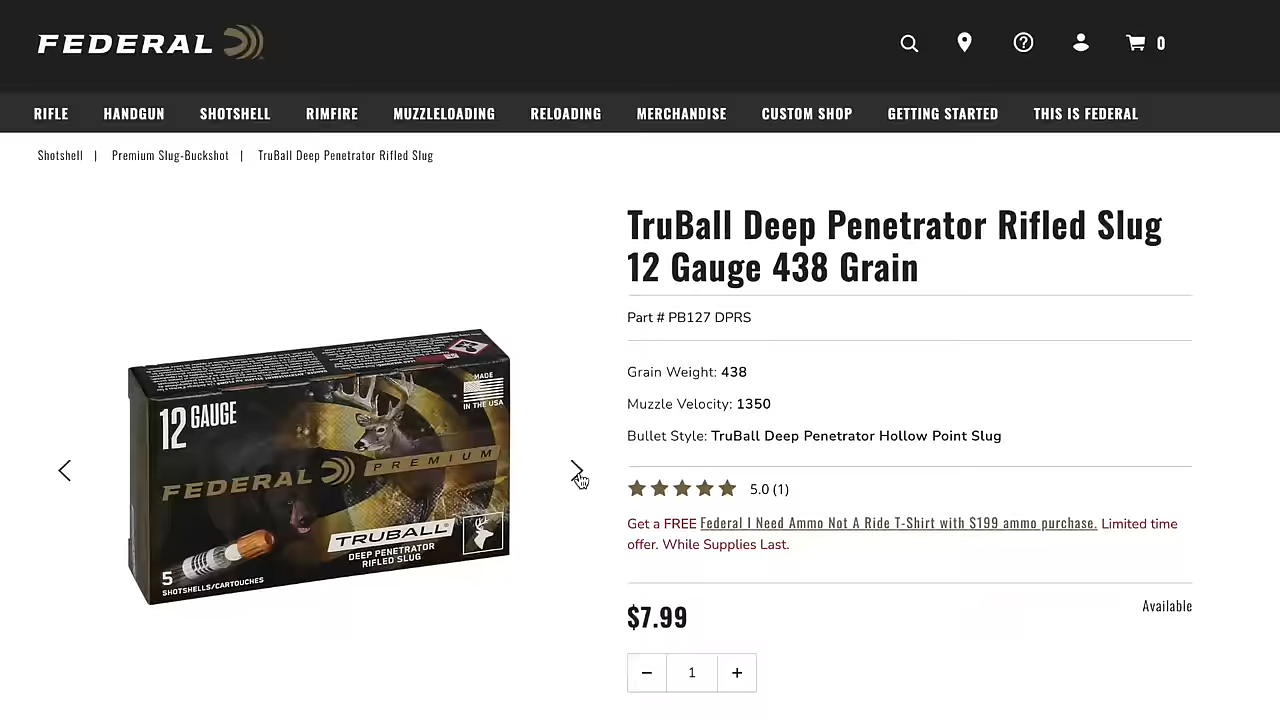 FEDERAL
0
RIFLE HANDGUN SHOTSHELL RIMFIRE MUZZLELOADING RELOADING MERCHANDISE CUSTOM SHOP GETTING STARTED THIS IS FEDERAL
Shotshell | Premium Slug-Buckshot | TruBall Deep Penetrator Rifled Slug
TruBall Deep Penetrator Rifled Slug
12 Gauge 438 Grain
Part # PB127 DPRS
Grain Weight: 438
Muzzle Velocity: 1350
Bullet Style: TruBall Deep Penetrator Hollow Point Slug
5.0 (1)
Get a FREE Federal I Need Ammo Not A Ride T-Shirt with $199 ammo purchase. Limited time
offer. While Supplies Last.
$7.99
Available
− 1 +
12 GAUGE
MADE
IN THE USA
FEDERAL PREMIUM
TRUBALL®
DEEP PENETRATOR
RIFLED SLUG
5
SHOTSHELLS/CARTOUCHES